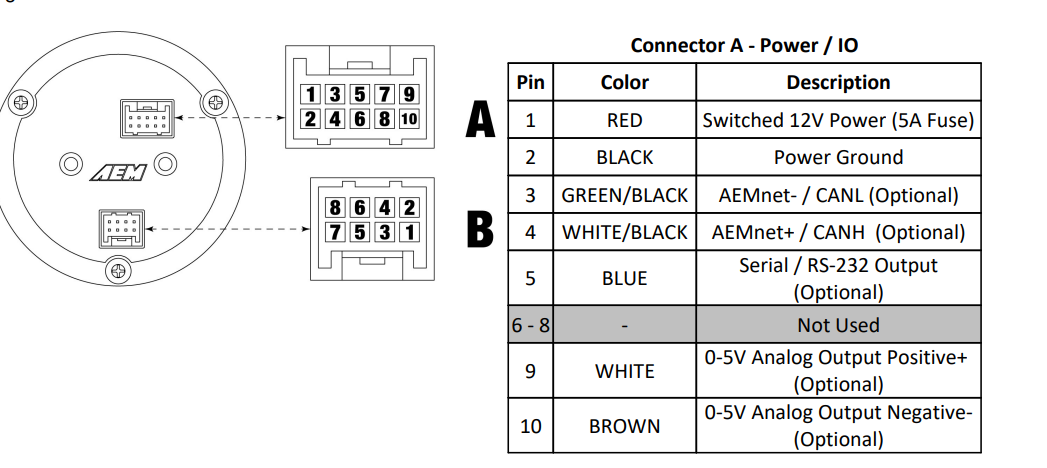 AEM
1 3 5 7 9
2 4 6 8 10
A
8 6 4 2
7 5 3 1
B
Connector A - Power / IO
Pin Color Description
1 RED Switched 12V Power (5A Fuse)
2 BLACK Power Ground
3 GREEN/BLACK AEMnet- / CANL (Optional)
4 WHITE/BLACK AEMnet+ / CANH (Optional)
5 BLUE Serial / RS-232 Output
(Optional)
6 - 8 - Not Used
9 WHITE 0-5V Analog Output Positive+
(Optional)
10 BROWN 0-5V Analog Output Negative-
(Optional)